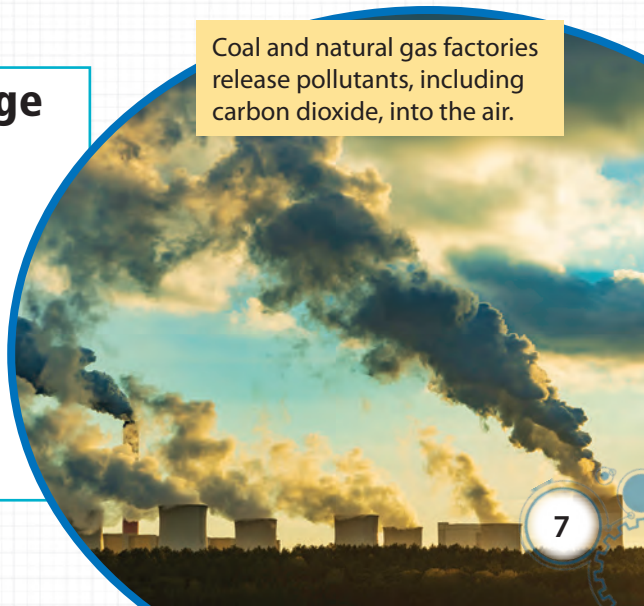 Coal and natural gas factories
release pollutants, including
carbon dioxide, into the air.
ge
7